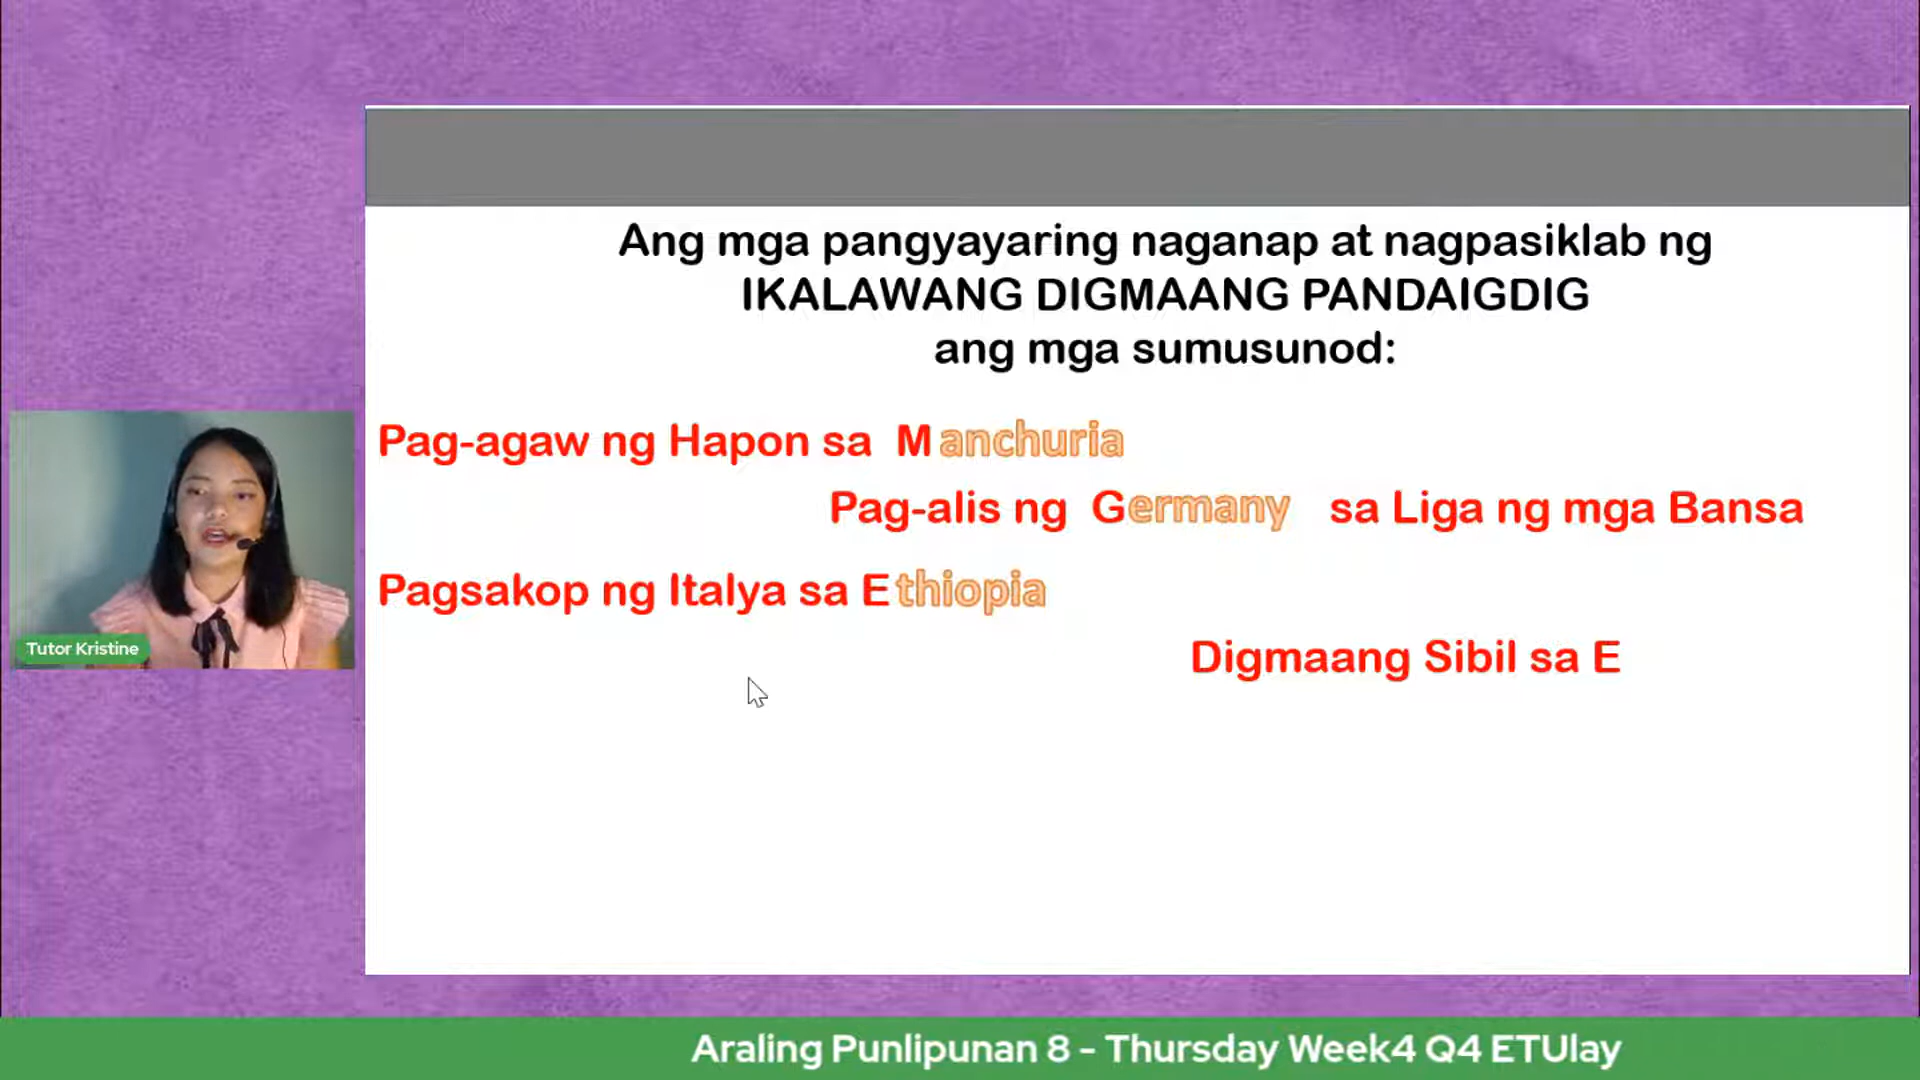 Ang mga pangyayaring naganap at nagpasiklab ng
IKALAWANG DIGMAANG PANDAIGDIG
ang mga sumusunod:
Pag-agaw ng Hapon sa Manchuria
Pag-alis ng Germany sa Liga ng mga Bansa
Pagsakop ng Italya sa Ethiopia
Digmaang Sibil sa E
Tutor Kristine
Araling Punlipunan 8 - Thursday Week4 Q4 ETUlay